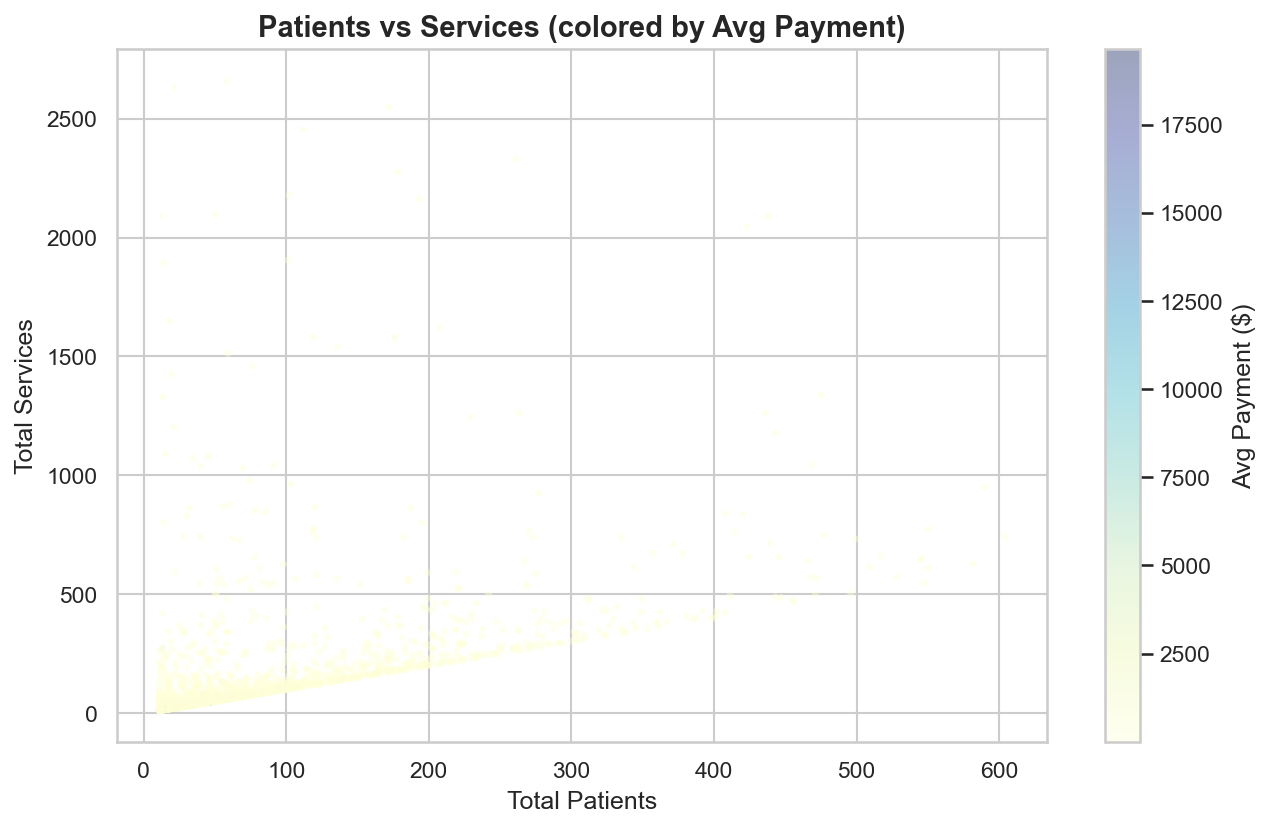 Patients vs Services (colored by Avg Payment)
2500
2000
1500
1000
500
0
Total Services
0 100 200 300 400 500 600
Total Patients
17500
15000
12500
10000
7500
5000
2500
Avg Payment ($)